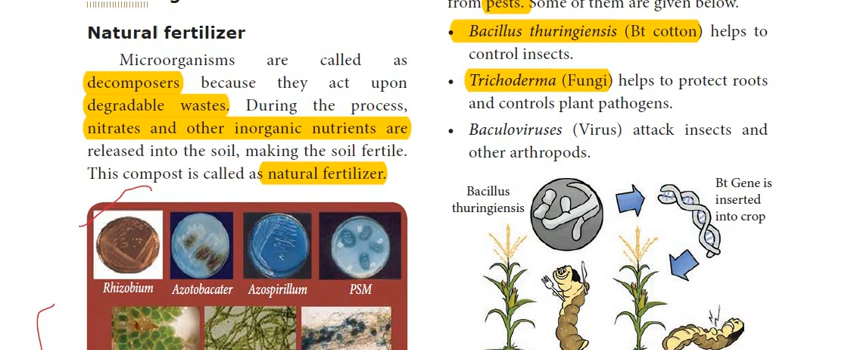 Natural fertilizer
Microorganisms are called as
decomposers because they act upon
degradable wastes. During the process,
nitrates and other inorganic nutrients are
released into the soil, making the soil fertile.
This compost is called as natural fertilizer.
Rhizobium Azotobacater Azospirillum PSM
from pests. Some of them are given below.
• Bacillus thuringiensis (Bt cotton) helps to
control insects.
• Trichoderma (Fungi) helps to protect roots
and controls plant pathogens.
• Baculoviruses (Virus) attack insects and
other arthropods.
Bacillus
thuringiensis
Bt Gene is
inserted
into crop